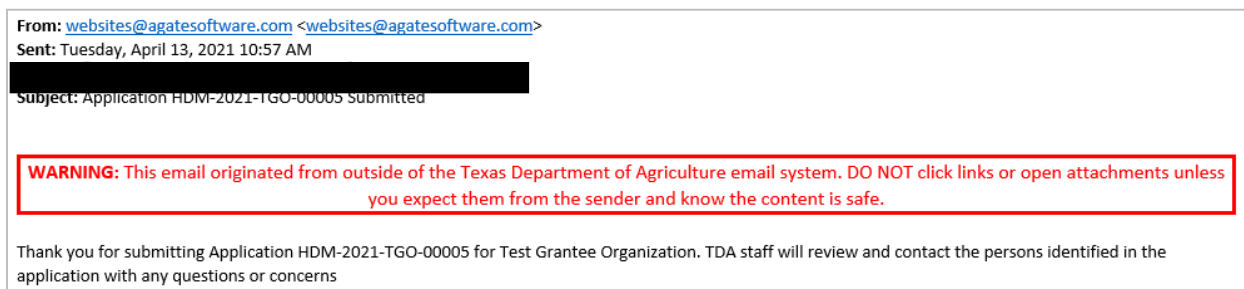 From: websites@agatesoftware.com <websites@agatesoftware.com>
Sent: Tuesday, April 13, 2021 10:57 AM
Subject: Application HDM-2021-TGO-00005 Submitted
WARNING: This email originated from outside of the Texas Department of Agriculture email system. DO NOT click links or open attachments unless
you expect them from the sender and know the content is safe.
Thank you for submitting Application HDM-2021-TGO-00005 for Test Grantee Organization. TDA staff will review and contact the persons identified in the
application with any questions or concerns